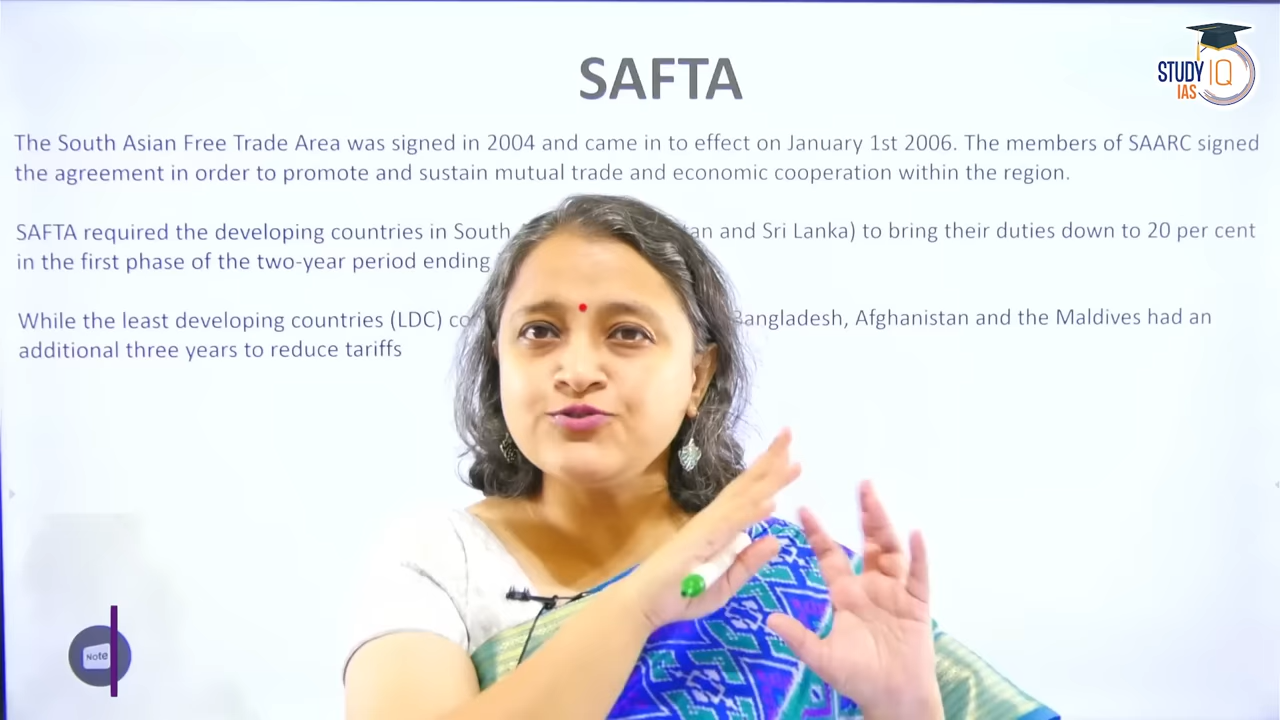 SAFTA
STUDY IQ
IAS
The South Asian Free Trade Area was signed in 2004 and came in to effect on January 1st 2006. The members of SAARC signed
the agreement in order to promote and sustain mutual trade and economic cooperation within the region.
SAFTA required the developing countries in South and Sri Lanka) to bring their duties down to 20 per cent
in the first phase of the two-year period ending
While the least developing countries (LDC) Bangladesh, Afghanistan and the Maldives had an
additional three years to reduce tariffs
Note